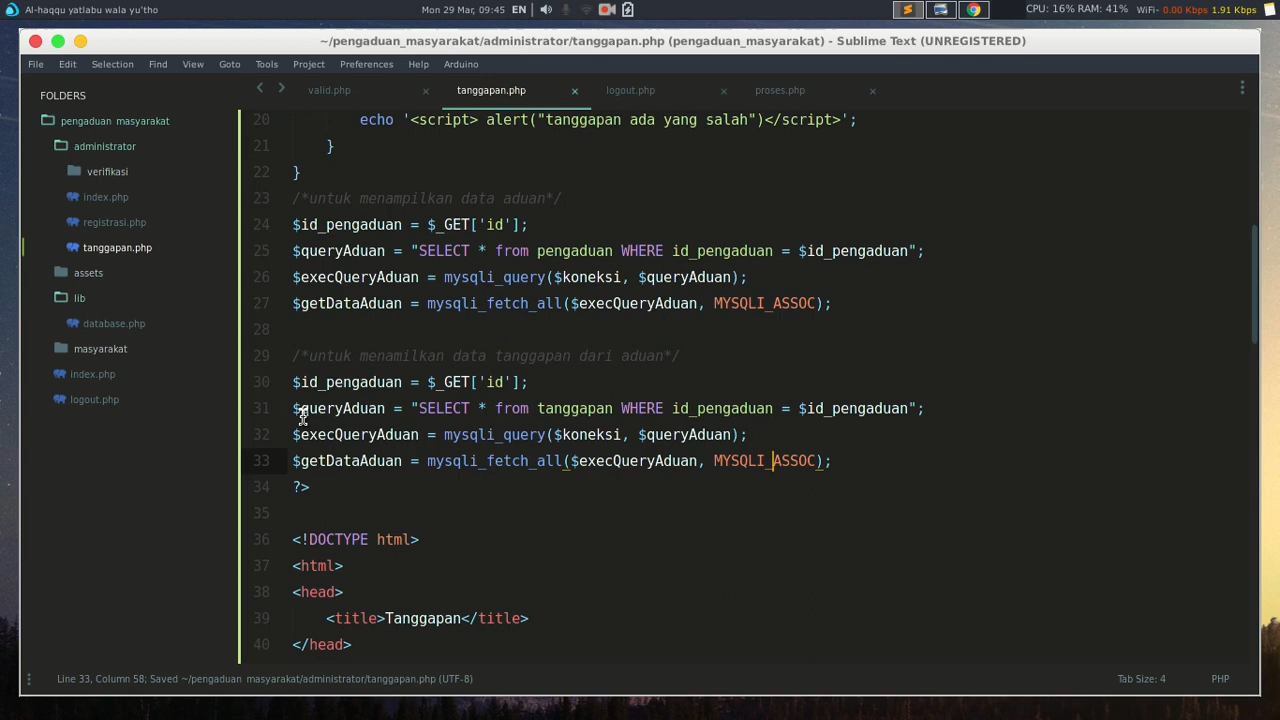 Al-haqqu yatlabu wala yu'tho
Mon 29 Mar, 09:45 EN
CPU: 16% RAM: 41% WiFi- 0.00 Kbps 1.91 Kbps
~/pengaduan_masyarakat/administrator/tanggapan.php (pengaduan_masyarakat) - Sublime Text (UNREGISTERED)
File Edit Selection Find View Goto Tools Project Preferences Help Arduino
FOLDERS
pengaduan masyarakat
administrator
verifikasi
index.php
registrasi.php
tanggapan.php
assets
lib
database.php
masyarakat
index.php
logout.php
valid.php × tanggapan.php × logout.php × proses.php ×
20 echo '<script> alert("tanggapan ada yang salah")</script>';
21 }
22 }
23 /*untuk menampilkan data aduan*/
24 $id_pengaduan = $_GET['id'];
25 $queryAduan = "SELECT * from pengaduan WHERE id_pengaduan = $id_pengaduan";
26 $execQueryAduan = mysqli_query($koneksi, $queryAduan);
27 $getDataAduan = mysqli_fetch_all($execQueryAduan, MYSQLI_ASSOC);
28
29 /*untuk menamilkan data tanggapan dari aduan*/
30 $id_pengaduan = $_GET['id'];
31 $queryAduan = "SELECT * from tanggapan WHERE id_pengaduan = $id_pengaduan";
32 $execQueryAduan = mysqli_query($koneksi, $queryAduan);
33 $getDataAduan = mysqli_fetch_all($execQueryAduan, MYSQLI_ASSOC);
34 ?>
35
36 <!DOCTYPE html>
37 <html>
38 <head>
39 <title>Tanggapan</title>
40 </head>
Line 33, Column 58; Saved ~/pengaduan masyarakat/administrator/tanggapan.php (UTF-8)
Tab Size: 4 PHP